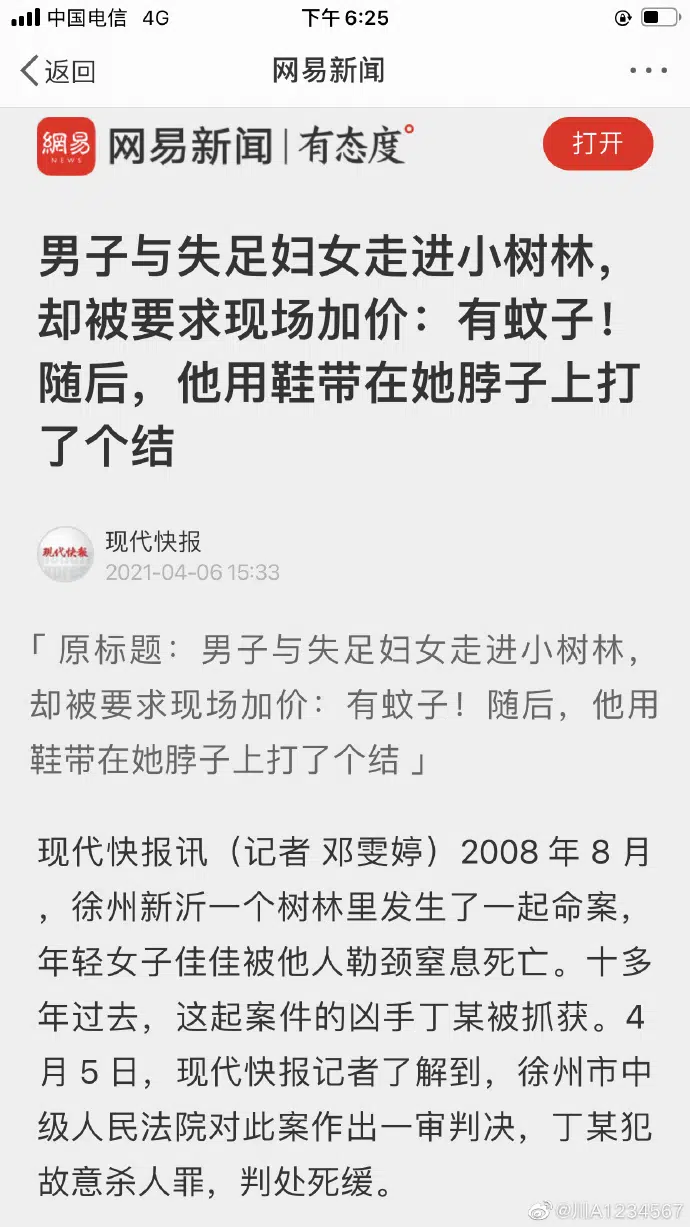 中国电信 4G 下午 6:25
返回 网易新闻
網易 NEWS 网易新闻 | 有态度° 打开
男子与失足妇女走进小树林，
却被要求现场加价：有蚊子！
随后，他用鞋带在她脖子上打
了个结
现代快报 现代快报
2021-04-06 15:33
「 原标题：男子与失足妇女走进小树林，
却被要求现场加价：有蚊子！随后，他用
鞋带在她脖子上打了个结 」
现代快报讯（记者 邓雯婷）2008 年 8 月
，徐州新沂一个树林里发生了一起命案，
年轻女子佳佳被他人勒颈窒息死亡。十多
年过去，这起案件的凶手丁某被抓获。4
月 5 日，现代快报记者了解到，徐州市中
级人民法院对此案作出一审判决，丁某犯
故意杀人罪，判处死缓。
@川A1234567